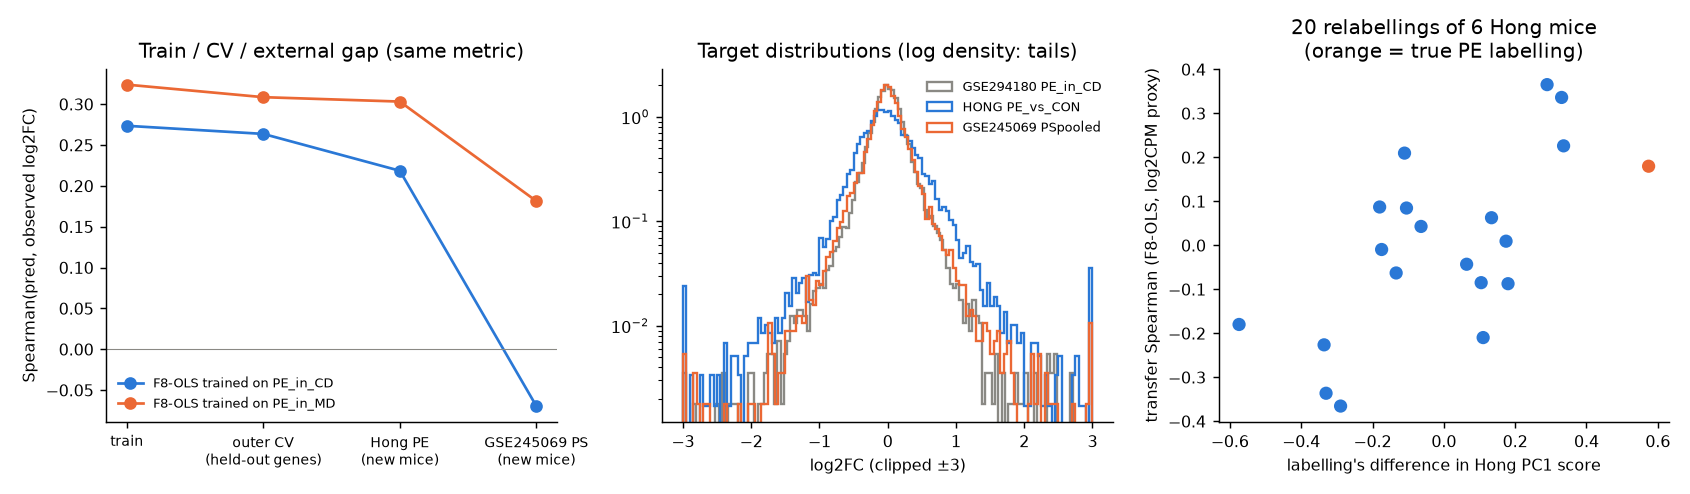 Train / CV / external gap (same metric)
Spearman(pred, observed log2FC)
0.30
0.25
0.20
0.15
0.10
0.05
0.00
−0.05
F8-OLS trained on PE_in_CD
F8-OLS trained on PE_in_MD
train
outer CV
(held-out genes)
Hong PE
(new mice)
GSE245069 PS
(new mice)
Target distributions (log density: tails)
GSE294180 PE_in_CD
HONG PE_vs_CON
GSE245069 PSpooled
10⁰
10⁻¹
10⁻²
−3 −2 −1 0 1 2 3
log2FC (clipped ±3)
20 relabellings of 6 Hong mice
(orange = true PE labelling)
transfer Spearman (F8-OLS, log2CPM proxy)
0.4
0.3
0.2
0.1
0.0
−0.1
−0.2
−0.3
−0.4
−0.6 −0.4 −0.2 0.0 0.2 0.4 0.6
labelling's difference in Hong PC1 score